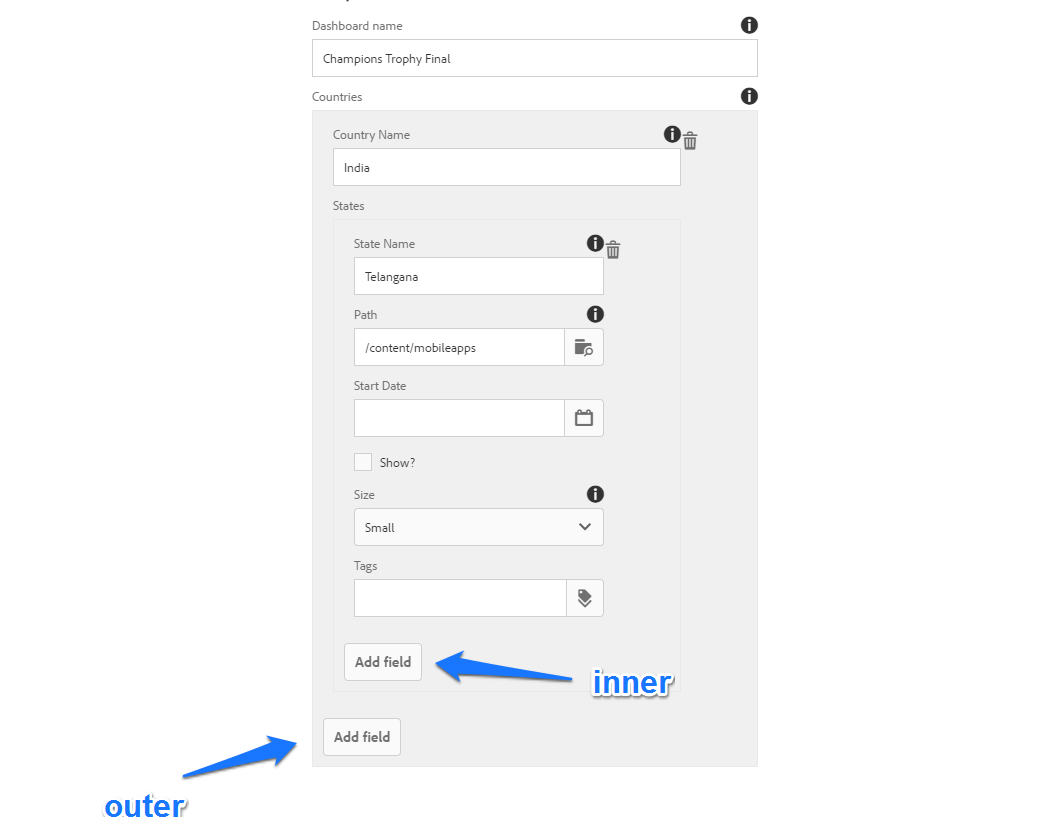 Dashboard name
Champions Trophy Final
Countries
Country Name
India
States
State Name
Telangana
Path
/content/mobileapps
Start Date
Show?
Size
Small
Tags
Add field
inner
Add field
outer